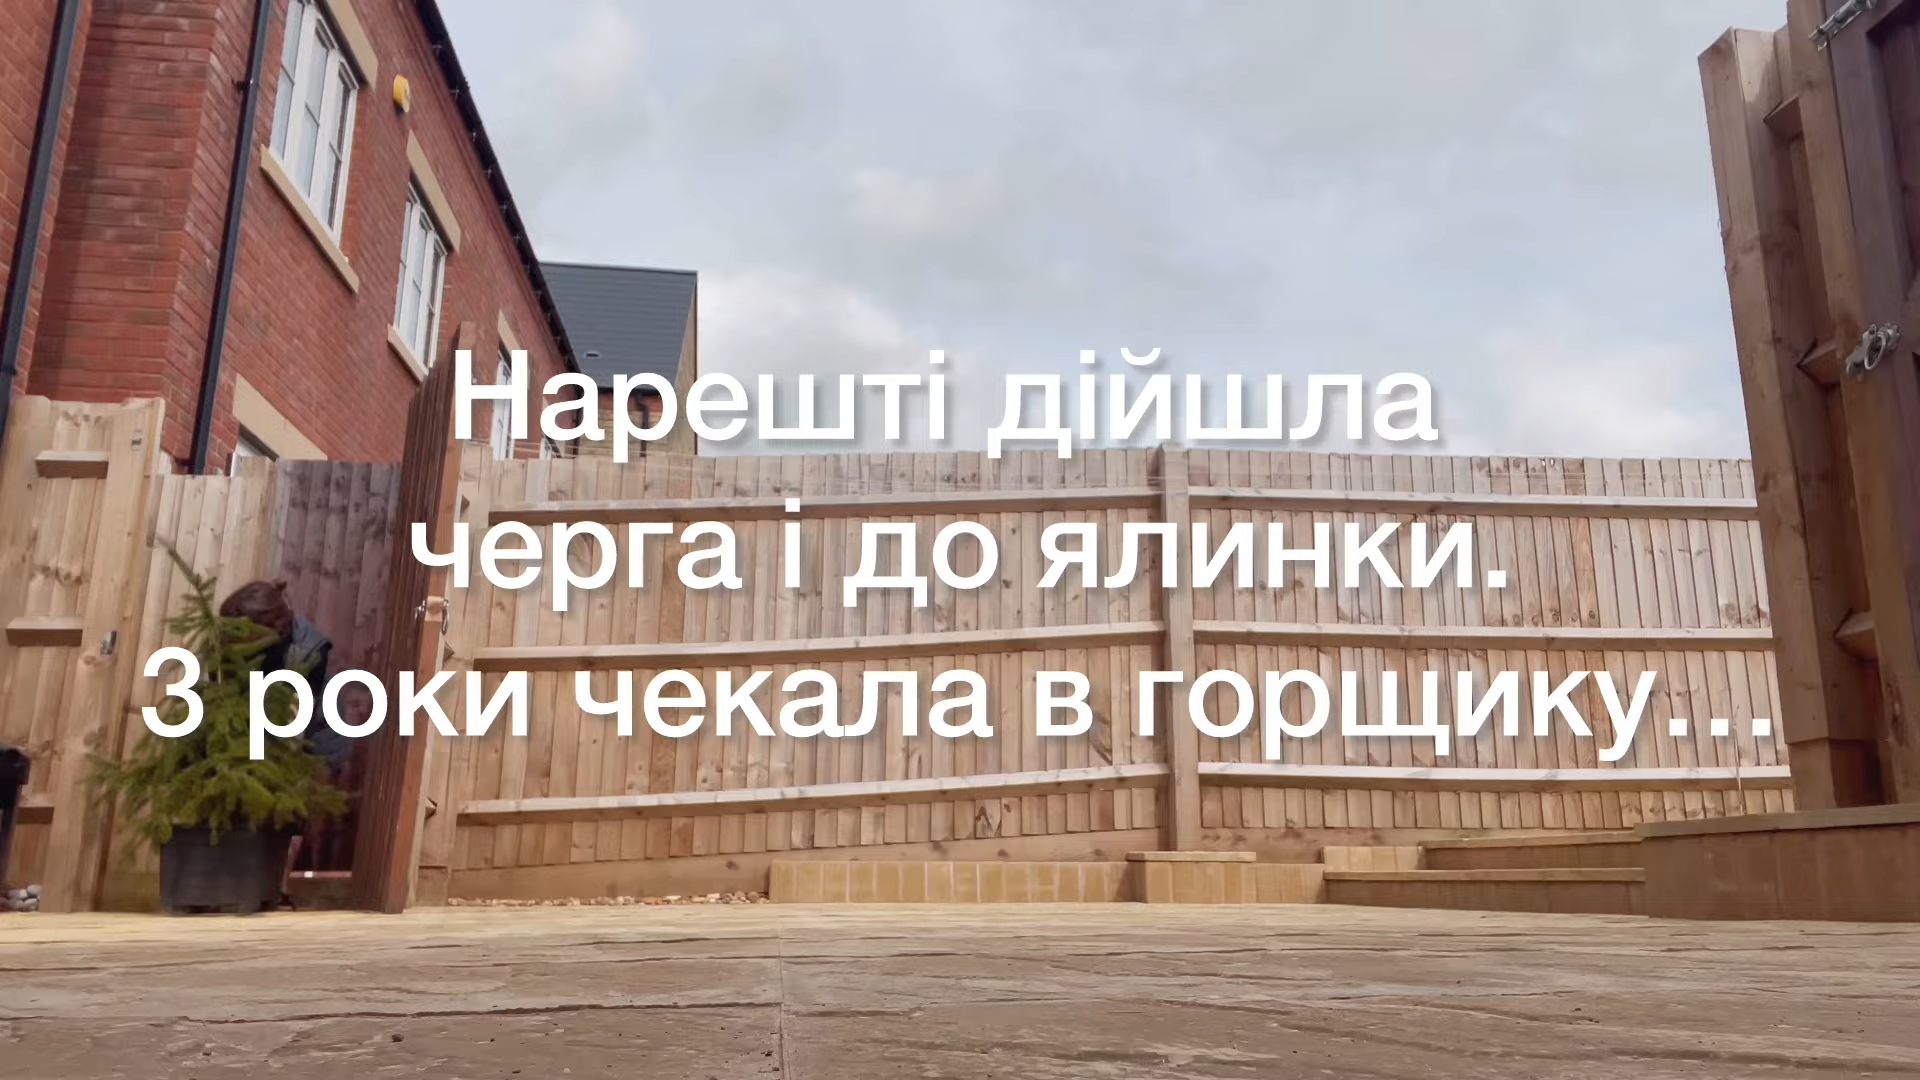 Нарешті дійшла
черга і до ялинки.
3 роки чекала в горщику...